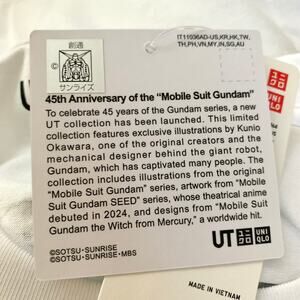 IT11036AD-US,KR,HK,TW,
TH,PH,VN,MY,IN,SG,AU
創通
©
サンライズ
45th Anniversary of the “Mobile Suit Gundam”
To celebrate 45 years of the Gundam series, a new
UT collection has been launched. This limited
collection features exclusive illustrations by Kunio
Okawara, one of the original creators and the
mechanical designer behind the giant robot,
Gundam, which has captivated many people. The
collection includes illustrations from the original
“Mobile Suit Gundam” series, artwork from “Mobile
Suit Gundam SEED” series, whose theatrical anime
debuted in 2024, and designs from “Mobile Suit
Gundam the Witch from Mercury,” a worldwide hit.
©SOTSU・SUNRISE
©SOTSU・SUNRISE・MBS
UT
UNI
QLO
ユニ
クロ
UNI
QLO
MADE IN VIETNAM